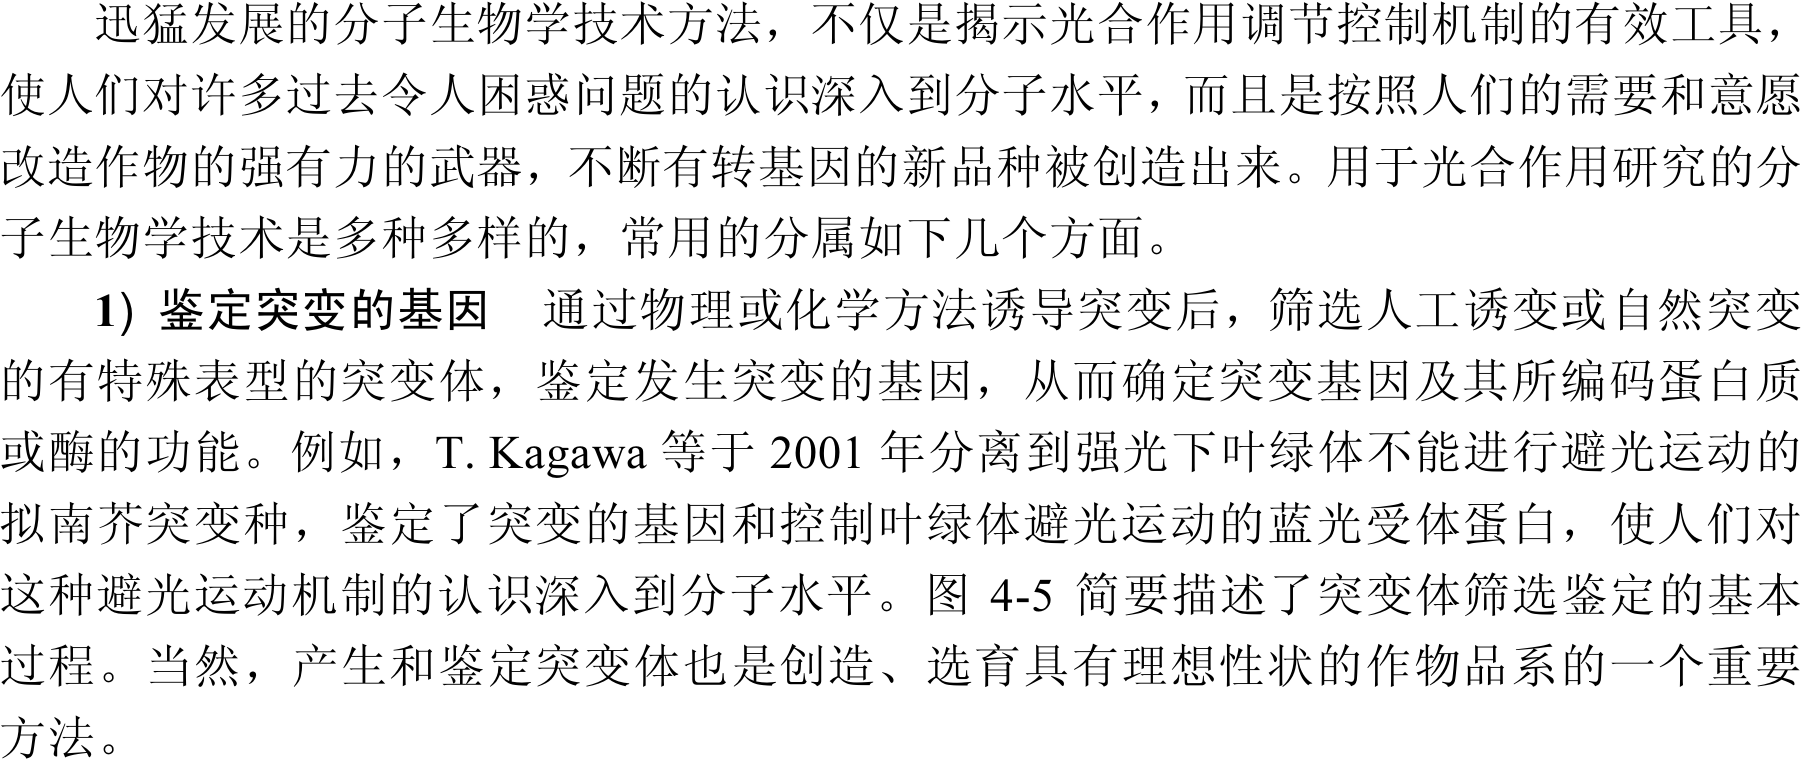 迅猛发展的分子生物学技术方法，不仅是揭示光合作用调节控制机制的有效工具，
使人们对许多过去令人困惑问题的认识深入到分子水平，而且是按照人们的需要和意愿
改造作物的强有力的武器，不断有转基因的新品种被创造出来。用于光合作用研究的分
子生物学技术是多种多样的，常用的分属如下几个方面。
1) 鉴定突变的基因　通过物理或化学方法诱导突变后，筛选人工诱变或自然突变
的有特殊表型的突变体，鉴定发生突变的基因，从而确定突变基因及其所编码蛋白质
或酶的功能。例如，T. Kagawa 等于 2001 年分离到强光下叶绿体不能进行避光运动的
拟南芥突变种，鉴定了突变的基因和控制叶绿体避光运动的蓝光受体蛋白，使人们对
这种避光运动机制的认识深入到分子水平。图 4-5 简要描述了突变体筛选鉴定的基本
过程。当然，产生和鉴定突变体也是创造、选育具有理想性状的作物品系的一个重要
方法。